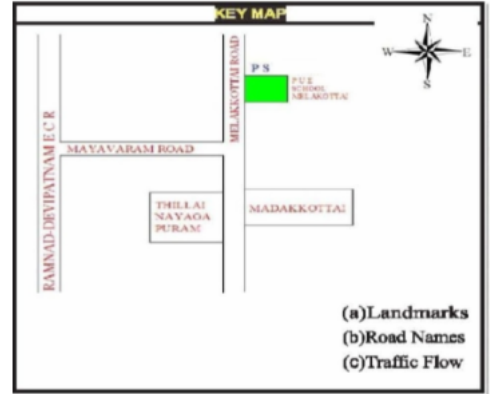 KEY MAP
N
W
E
S
P S
P U E
SCHOOL
MELAKOTTAI
MELAKKOTTAI ROAD
MAYAVARAM ROAD
RAMNAD-DEVIPATNAM E C R
THILLAI
NAYAGA
PURAM
MADAKKOTTAI
(a)Landmarks
(b)Road Names
(c)Traffic Flow